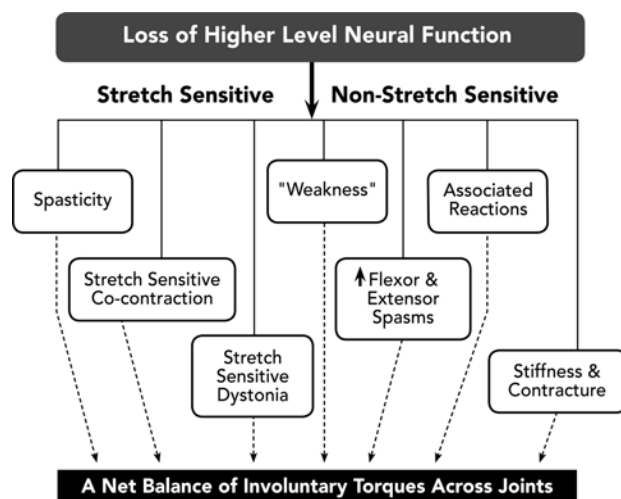 Loss of Higher Level Neural Function
Stretch Sensitive
Non-Stretch Sensitive
Spasticity
"Weakness"
Associated
Reactions
Stretch Sensitive
Co-contraction
Flexor &
Extensor
Spasms
Stretch
Sensitive
Dystonia
Stiffness &
Contracture
A Net Balance of Involuntary Torques Across Joints